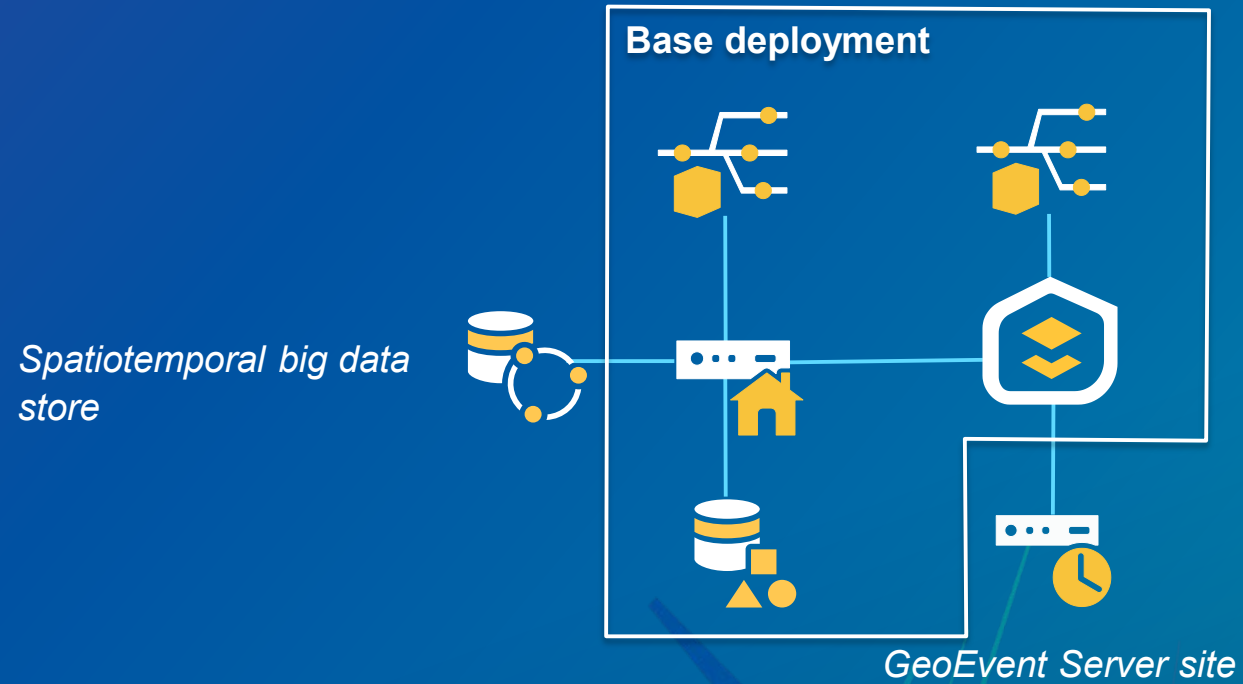 Base deployment
Spatiotemporal big data
store
GeoEvent Server site